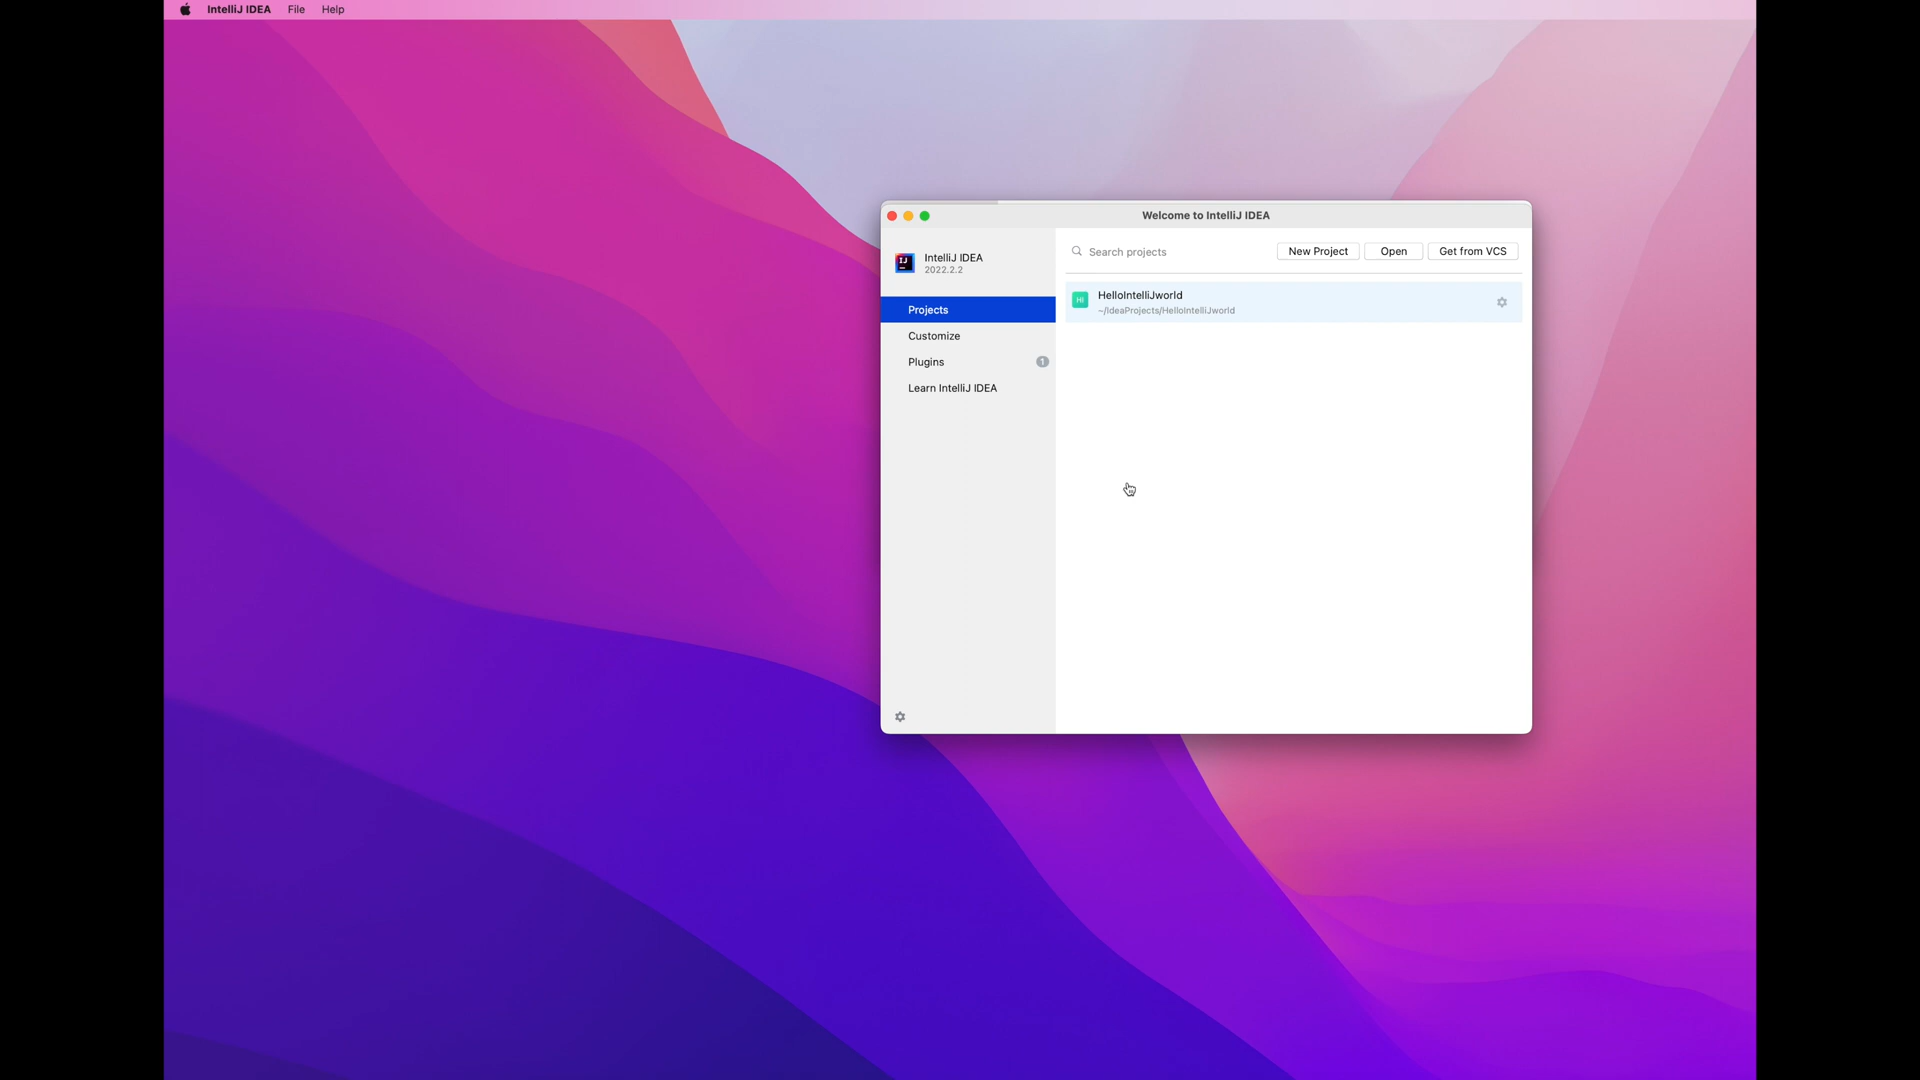 IntelliJ IDEA File Help
Welcome to IntelliJ IDEA
IntelliJ IDEA
2022.2.2
Search projects
New Project
Open
Get from VCS
Projects
Customize
Plugins 1
Learn IntelliJ IDEA
HI
HelloIntelliJworld
~/IdeaProjects/HelloIntelliJworld